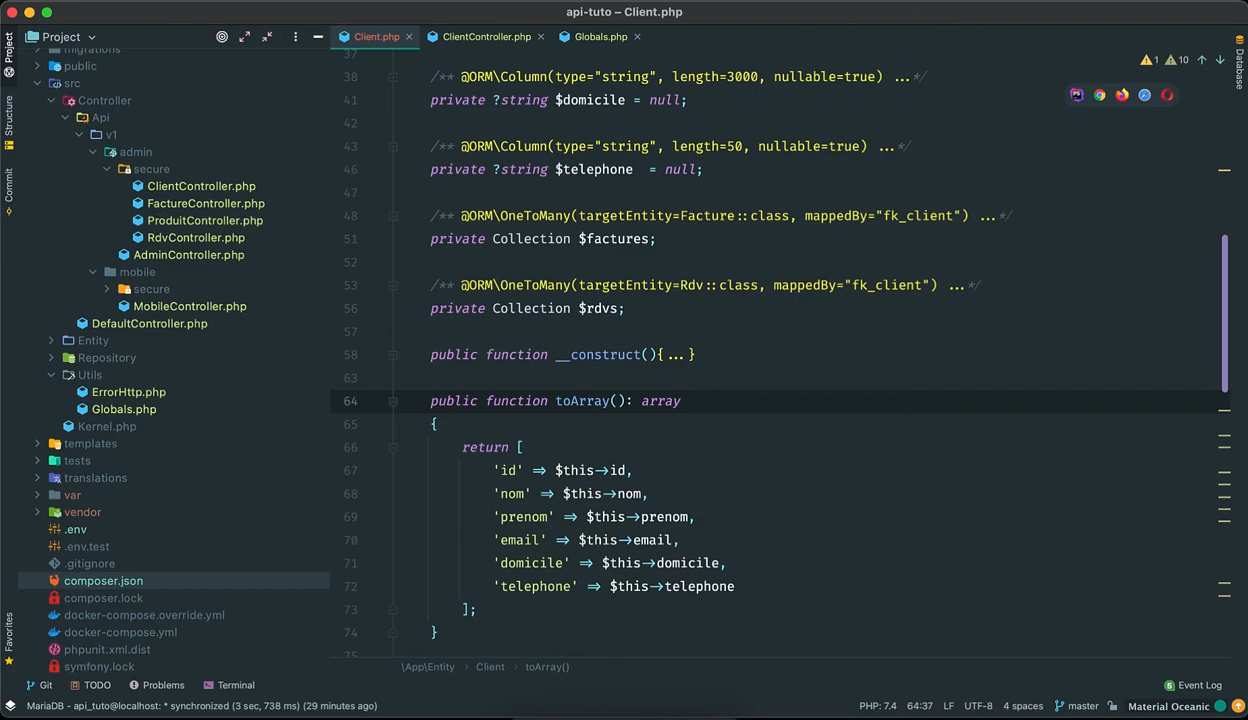 api-tuto – Client.php
Project
Client.php
ClientController.php
Globals.php
Project
Structure
Commit
Favorites
Database
migrations
public
src
Controller
Api
v1
admin
secure
ClientController.php
FactureController.php
ProduitController.php
RdvController.php
AdminController.php
mobile
secure
MobileController.php
DefaultController.php
Entity
Repository
Utils
ErrorHttp.php
Globals.php
Kernel.php
templates
tests
translations
var
vendor
.env
.env.test
.gitignore
composer.json
composer.lock
docker-compose.override.yml
docker-compose.yml
phpunit.xml.dist
symfony.lock
1 10
37
38 /** @ORM\Column(type="string", length=3000, nullable=true) ...*/
41 private ?string $domicile = null;
42
43 /** @ORM\Column(type="string", length=50, nullable=true) ...*/
46 private ?string $telephone  = null;
47
48 /** @ORM\OneToMany(targetEntity=Facture::class, mappedBy="fk_client") ...*/
51 private Collection $factures;
52
53 /** @ORM\OneToMany(targetEntity=Rdv::class, mappedBy="fk_client") ...*/
56 private Collection $rdvs;
57
58 public function __construct(){...}
63
64 public function toArray(): array
65 {
66 return [
67 'id' => $this->id,
68 'nom' => $this->nom,
69 'prenom' => $this->prenom,
70 'email' => $this->email,
71 'domicile' => $this->domicile,
72 'telephone' => $this->telephone
73 ];
74 }
75
\App\Entity Client toArray()
Git TODO Problems Terminal 5 Event Log
MariaDB - api_tuto@localhost: * synchronized (3 sec, 738 ms) (29 minutes ago) PHP: 7.4 64:37 LF UTF-8 4 spaces master Material Oceanic